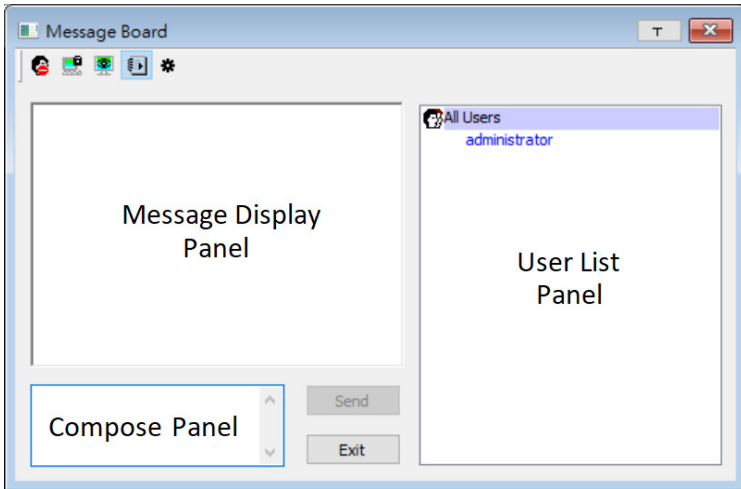 Message Board
T
All Users
administrator
Message Display
Panel
User List
Panel
Compose Panel
Send
Exit